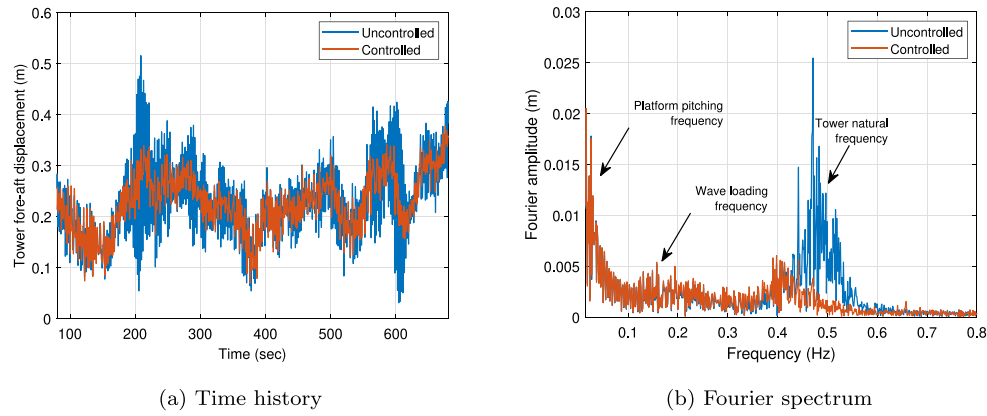 0.6
0.5
0.4
0.3
0.2
0.1
0
Tower fore-aft displacement (m)
100
200
300
400
500
600
Time (sec)
Uncontrolled
Controlled
(a) Time history
0.03
0.025
0.02
0.015
0.01
0.005
0
Fourier amplitude (m)
0.1
0.2
0.3
0.4
0.5
0.6
0.7
0.8
Frequency (Hz)
Uncontrolled
Controlled
Platform pitching
frequency
Wave loading
frequency
Tower natural
frequency
(b) Fourier spectrum